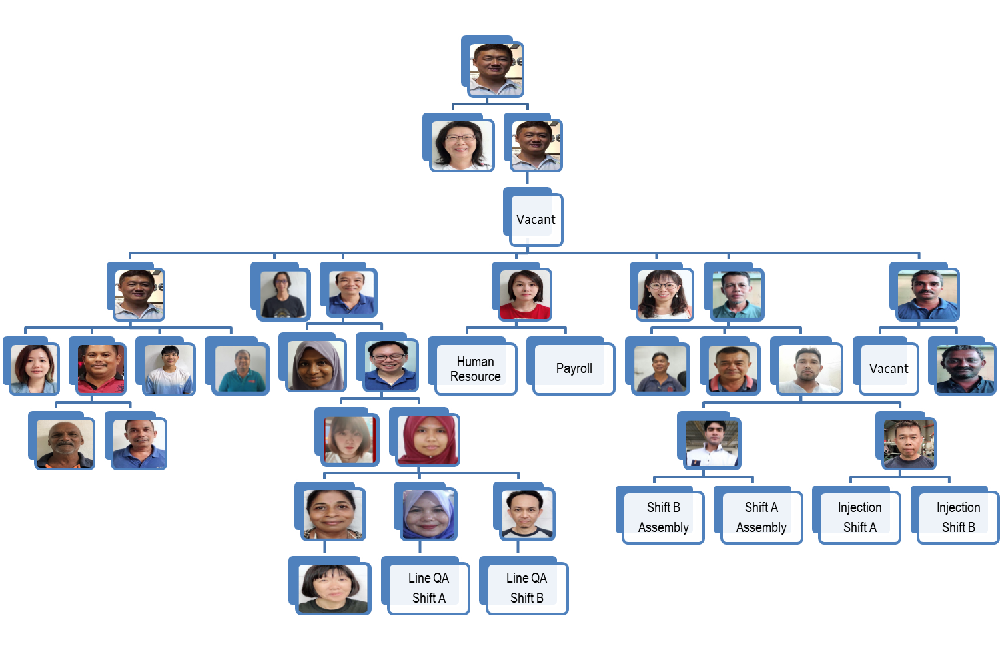 Vacant
Human
Resource
Payroll
Vacant
Shift B
Assembly
Shift A
Assembly
Injection
Shift A
Injection
Shift B
Line QA
Shift A
Line QA
Shift B